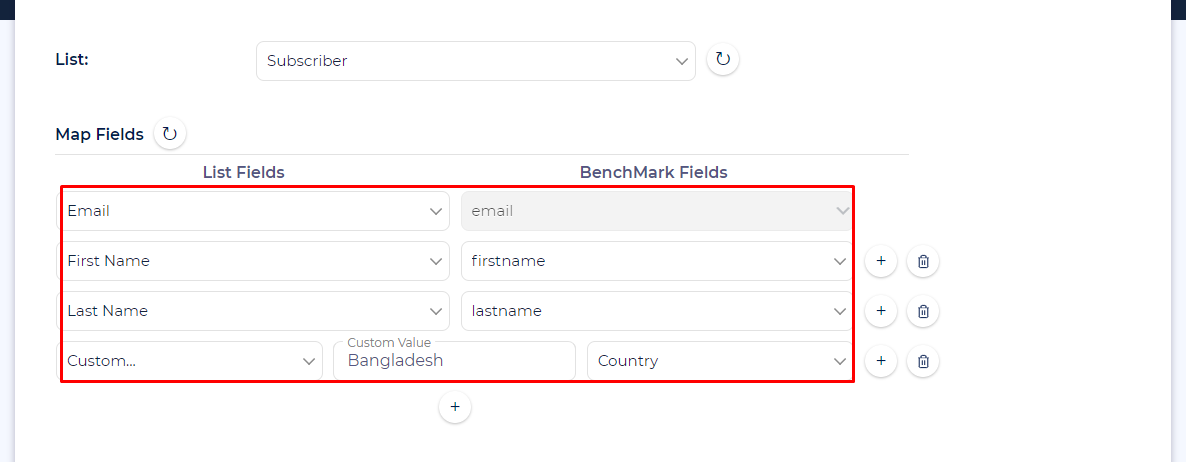 List:
Subscriber
Map Fields
List Fields BenchMark Fields
Email email
First Name firstname
Last Name lastname
Custom Value
Custom... Bangladesh Country